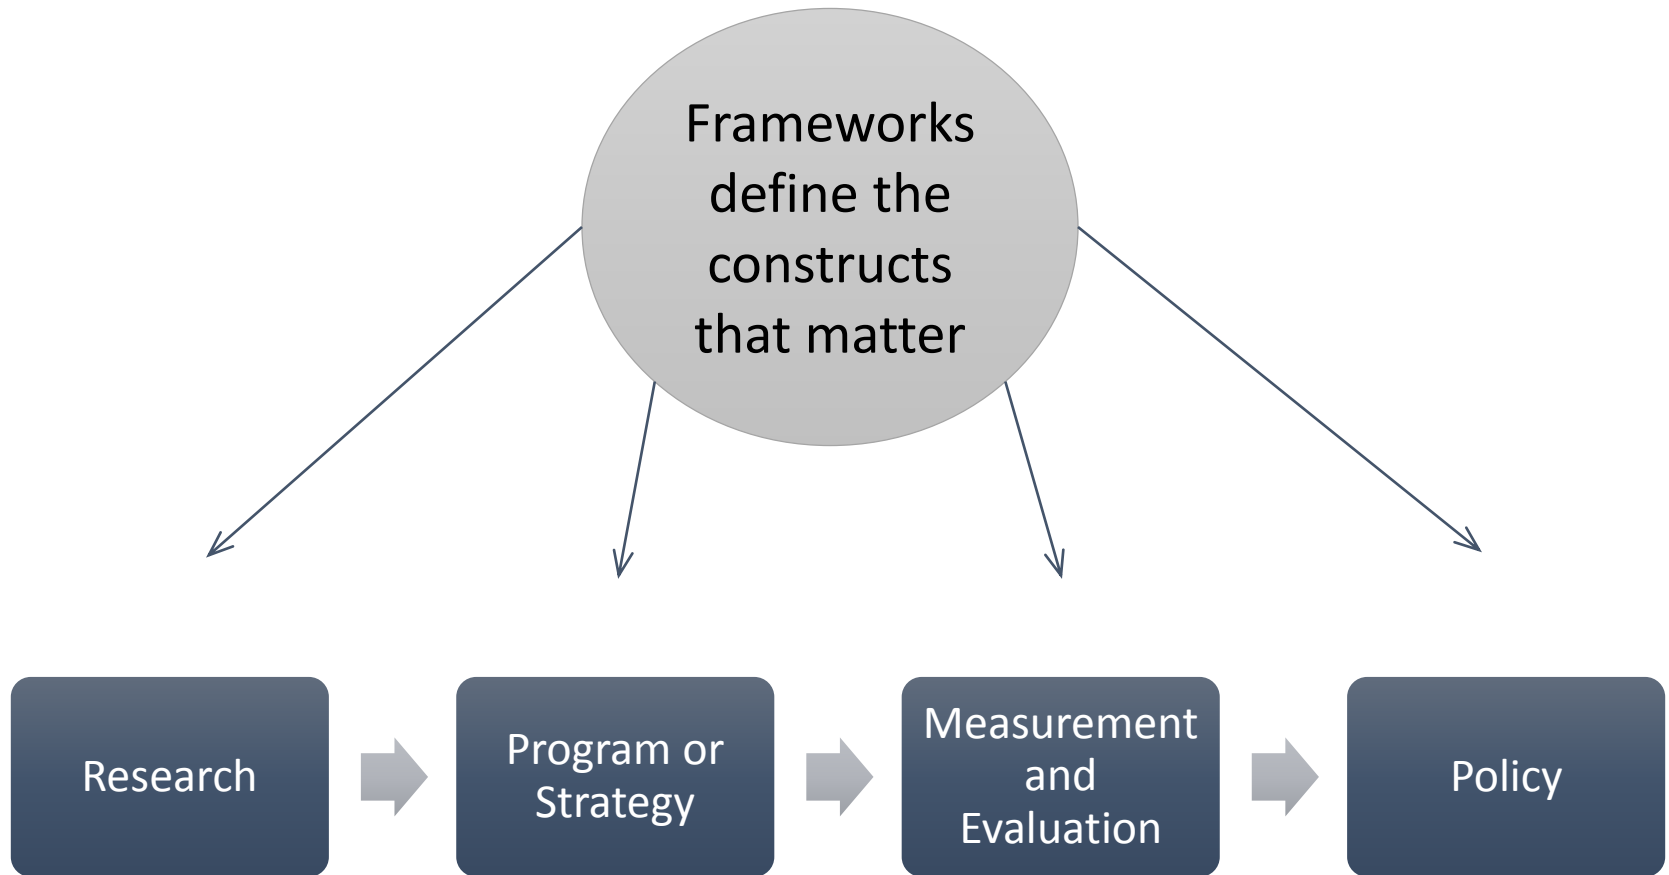 Frameworks
define the
constructs
that matter
Research
Program or
Strategy
Measurement
and
Evaluation
Policy